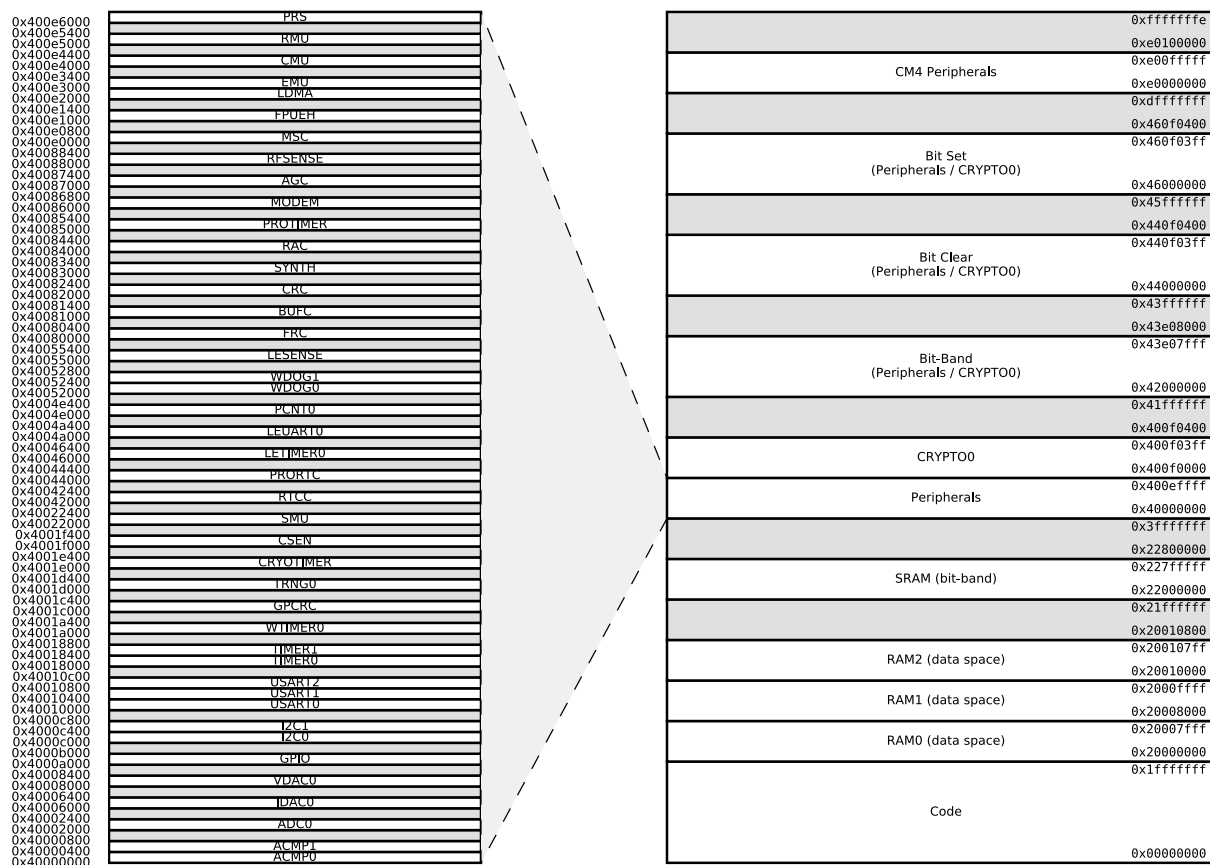 PRS
0x400e6000
0x400e5400
RMU
0x400e5000
0x400e4400
CMU
0x400e4000
0x400e3400
EMU
0x400e3000
LDMA
0x400e2000
0x400e1400
FPUEH
0x400e1000
0x400e0800
MSC
0x400e0000
0x40088400
RFSENSE
0x40088000
0x40087400
AGC
0x40087000
0x40086800
MODEM
0x40086000
0x40085400
PROTIMER
0x40085000
0x40084400
RAC
0x40084000
0x40083400
SYNTH
0x40083000
0x40082400
CRC
0x40082000
0x40081400
BUFC
0x40081000
0x40080400
FRC
0x40080000
0x40055400
LESENSE
0x40055000
0x40052800
WDOG1
0x40052400
WDOG0
0x40052000
0x4004e400
PCNT0
0x4004e000
0x4004a400
LEUART0
0x4004a000
0x40046400
LETIMER0
0x40046000
0x40044400
PRORTC
0x40044000
0x40042400
RTCC
0x40042000
0x40022400
SMU
0x40022000
0x4001f400
CSEN
0x4001f000
0x4001e400
CRYOTIMER
0x4001e000
0x4001d400
TRNG0
0x4001d000
0x4001c400
GPCRC
0x4001c000
0x4001a400
WTIMER0
0x4001a000
0x40018800
TIMER1
0x40018400
TIMER0
0x40018000
0x40010c00
USART2
0x40010800
USART1
0x40010400
USART0
0x40010000
0x4000c800
I2C1
0x4000c400
I2C0
0x4000c000
0x4000b000
GPIO
0x4000a000
0x40008400
VDAC0
0x40008000
0x40006400
IDAC0
0x40006000
0x40002400
ADC0
0x40002000
0x40000800
ACMP1
0x40000400
ACMP0
0x40000000
0xfffffffe
0xe0100000
0xe00fffff
CM4 Peripherals
0xe0000000
0xdfffffff
0x460f0400
0x460f03ff
Bit Set
(Peripherals / CRYPTO0)
0x46000000
0x45ffffff
0x440f0400
0x440f03ff
Bit Clear
(Peripherals / CRYPTO0)
0x44000000
0x43ffffff
0x43e08000
0x43e07fff
Bit-Band
(Peripherals / CRYPTO0)
0x42000000
0x41ffffff
0x400f0400
0x400f03ff
CRYPTO0
0x400f0000
0x400effff
Peripherals
0x40000000
0x3fffffff
0x22800000
0x227fffff
SRAM (bit-band)
0x22000000
0x21ffffff
0x20010800
0x200107ff
RAM2 (data space)
0x20010000
0x2000ffff
RAM1 (data space)
0x20008000
0x20007fff
RAM0 (data space)
0x20000000
0x1fffffff
Code
0x00000000